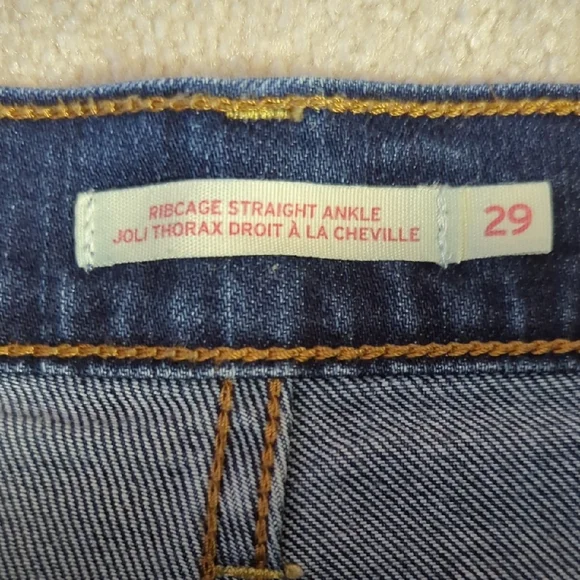 RIBCAGE STRAIGHT ANKLE
JOLI THORAX DROIT À LA CHEVILLE
29